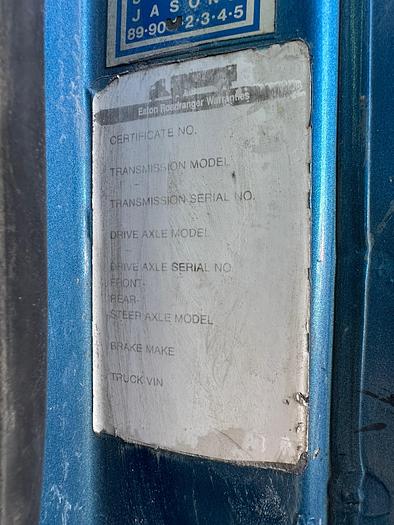 J A S O N
89·90 2·3·4·5
Eaton Roadranger Warranties
CERTIFICATE NO.
TRANSMISSION MODEL
TRANSMISSION SERIAL NO.
DRIVE AXLE MODEL
DRIVE AXLE SERIAL NO.
FRONT-
REAR-
STEER AXLE MODEL
BRAKE MAKE
TRUCK VIN